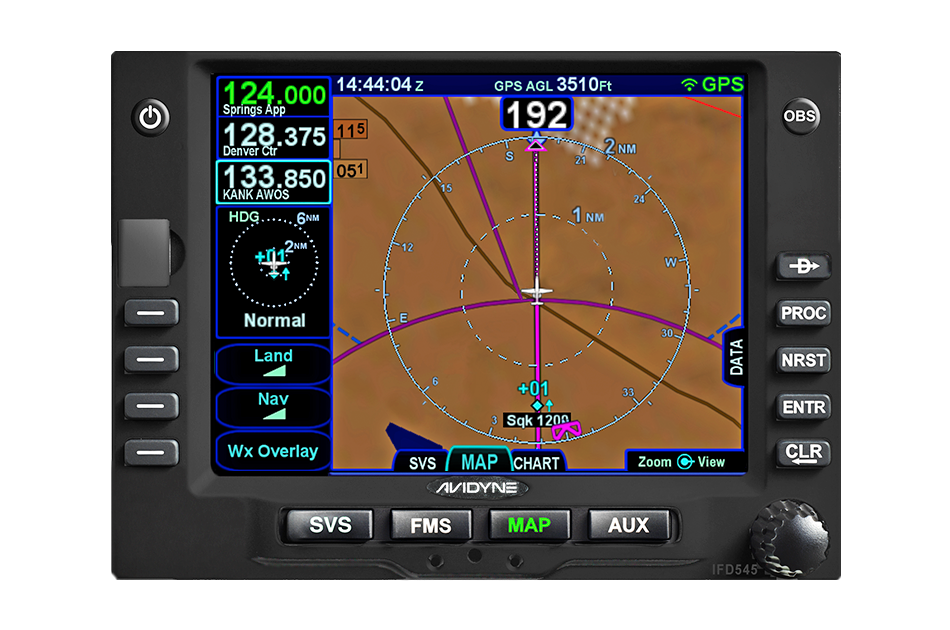 124.000
Springs App
128.375
Denver Ctr
133.850
KANK AWOS
HDG 6NM
2NM
+01
Normal
Land
Nav
Wx Overlay
14:44:04 Z
GPS AGL 3510Ft
GPS
192
115
051
2 NM
1 NM
S
21
24
W
30
33
3
6
E
12
15
+01
Sqk 1200
DATA
SVS MAP CHART
Zoom View
AVIDYNE
SVS FMS MAP AUX
OBS
D
PROC
NRST
ENTR
CLR
IFD545